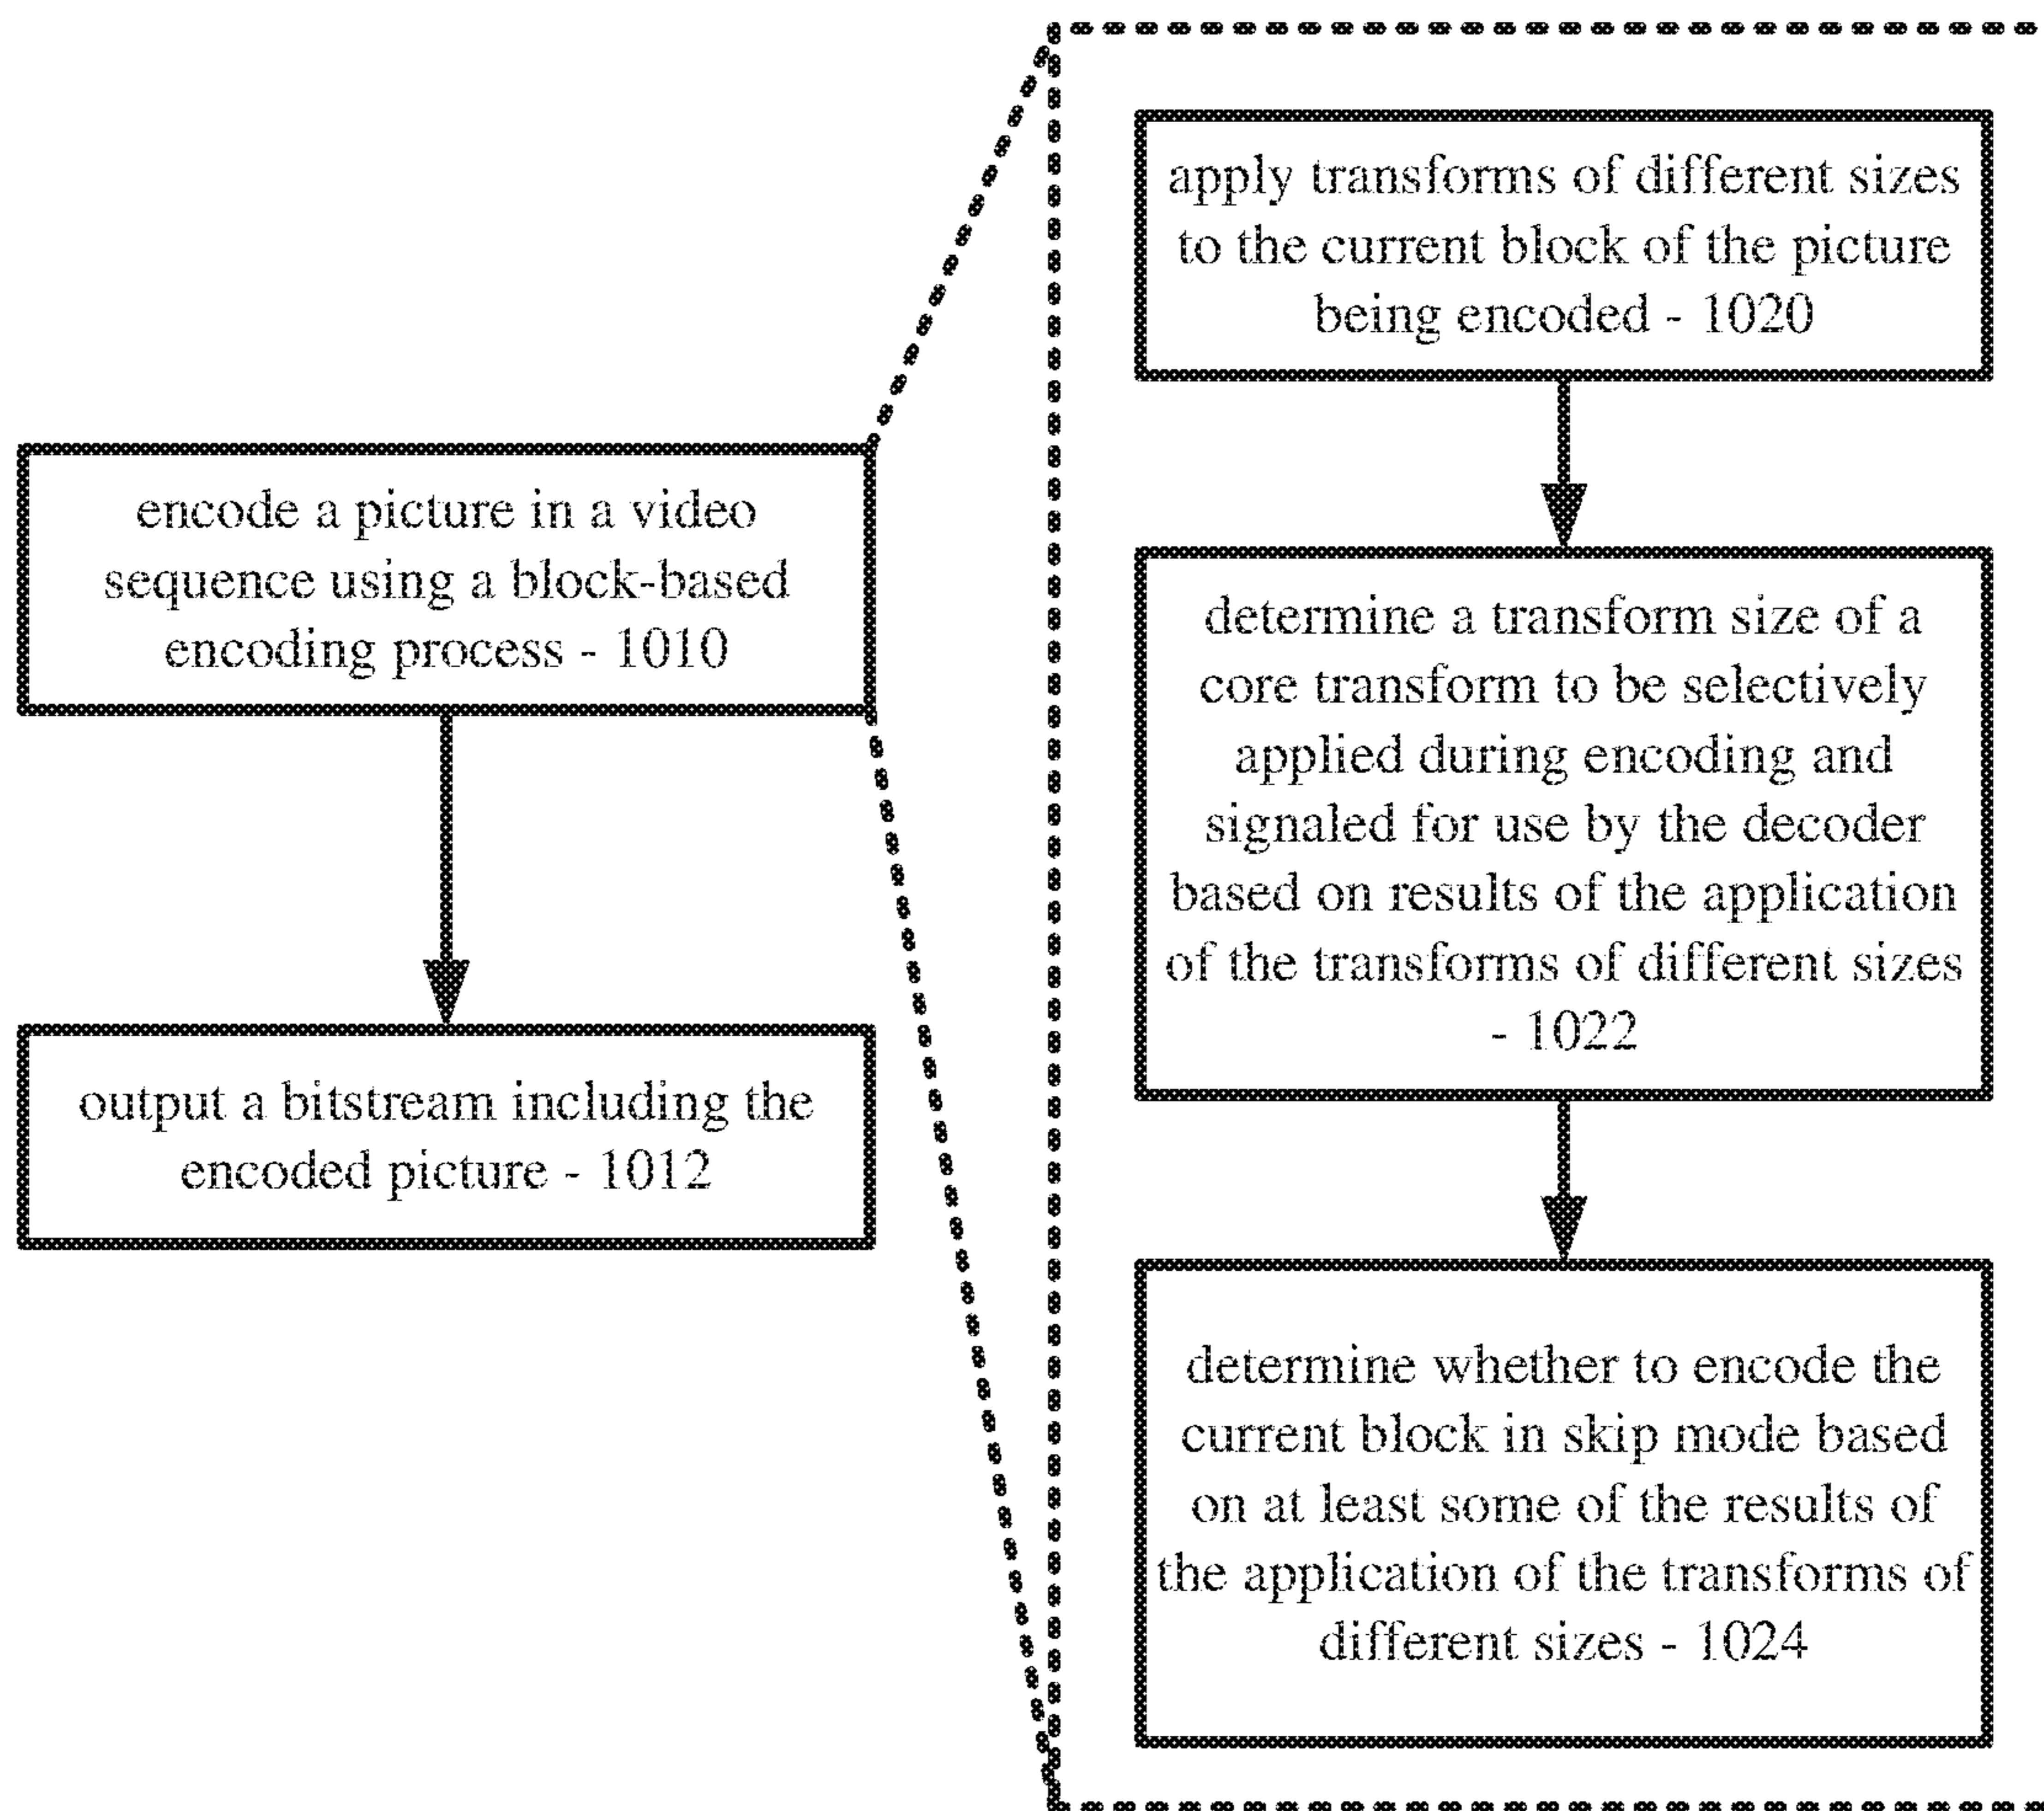 encode a picture in a video
sequence using a block-based
encoding process - 1010
output a bitstream including the
encoded picture - 1012
apply transforms of different sizes
to the current block of the picture
being encoded - 1020
determine a transform size of a
core transform to be selectively
applied during encoding and
signaled for use by the decoder
based on results of the application
of the transforms of different sizes
- 1022
determine whether to encode the
current block in skip mode based
on at least some of the results of
the application of the transforms of
different sizes - 1024